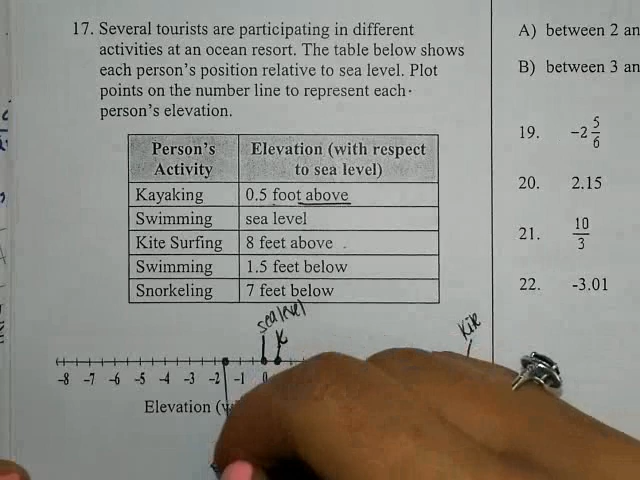 17. Several tourists are participating in different
activities at an ocean resort. The table below shows
each person's position relative to sea level. Plot
points on the number line to represent each
person's elevation.
Person's Activity
Elevation (with respect to sea level)
Kayaking 0.5 foot above
Swimming sea level
Kite Surfing 8 feet above
Swimming 1.5 feet below
Snorkeling 7 feet below
sea level
K
Kite
-8 -7 -6 -5 -4 -3 -2 -1 0
Elevation
A) between 2
B) between 3
19. -2 5/6
20. 2.15
21. 10/3
22. -3.01